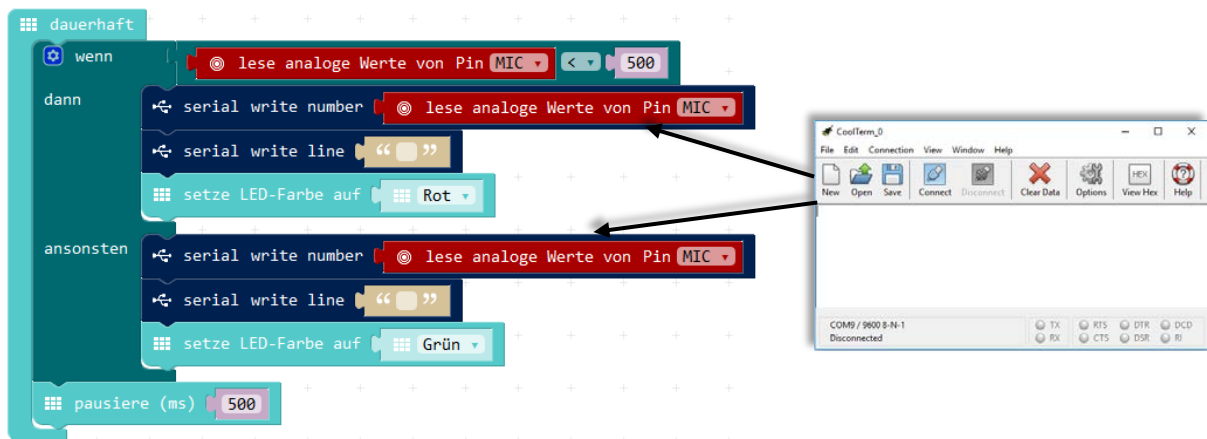 dauerhaft
wenn lese analoge Werte von Pin MIC < 500
dann serial write number lese analoge Werte von Pin MIC
serial write line “ ”
setze LED-Farbe auf Rot
ansonsten serial write number lese analoge Werte von Pin MIC
serial write line “ ”
setze LED-Farbe auf Grün
pausiere (ms) 500
CoolTerm_0
File Edit Connection View Window Help
HEX
New Open Save Connect Disconnect Clear Data Options View Hex Help
COM9 / 9600 8-N-1
Disconnected
TX RTS DTR DCD
RX CTS DSR RI